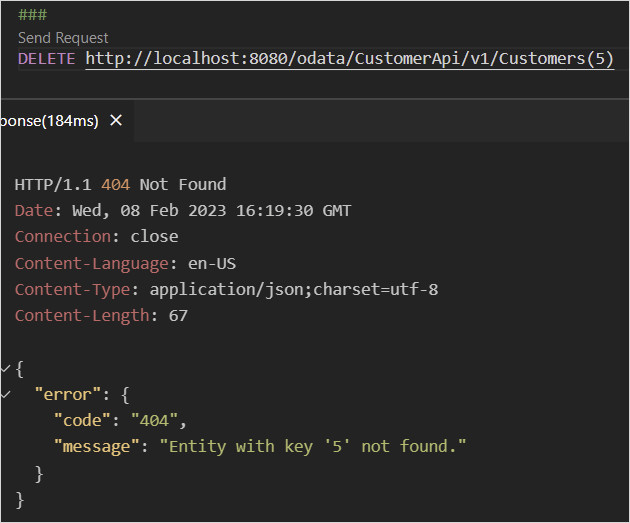 ###
Send Request
DELETE http://localhost:8080/odata/CustomerApi/v1/Customers(5)
ponse(184ms) ×
HTTP/1.1 404 Not Found
Date: Wed, 08 Feb 2023 16:19:30 GMT
Connection: close
Content-Language: en-US
Content-Type: application/json;charset=utf-8
Content-Length: 67
{
"error": {
"code": "404",
"message": "Entity with key '5' not found."
}
}